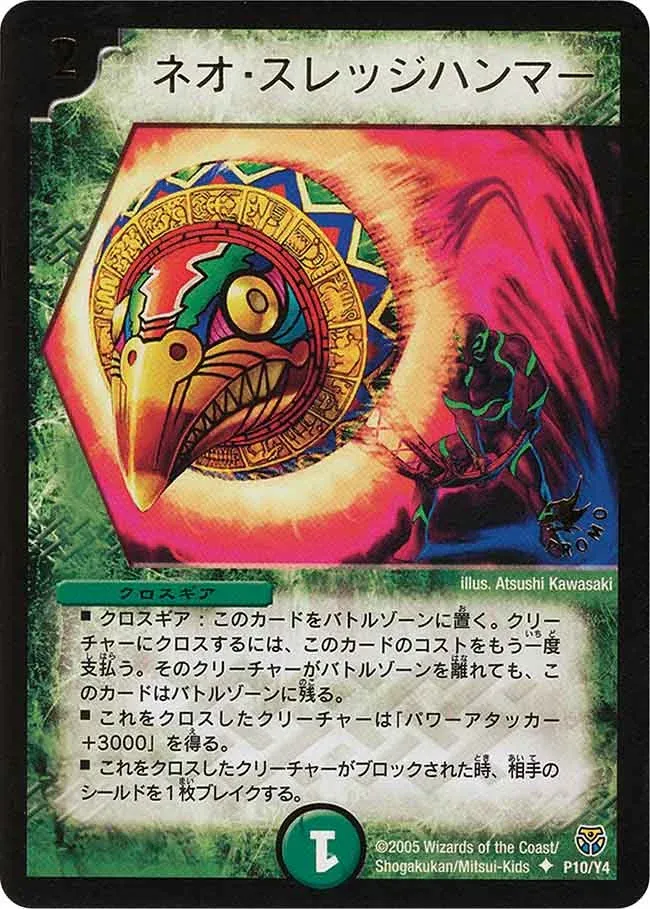 2
ネオ・スレッジハンマー
PROMO
illus. Atsushi Kawasaki
クロスギア
■ クロスギア：このカードをバトルゾーンに置く。クリー
チャーにクロスするには、このカードのコストをもう一度
支払う。そのクリーチャーがバトルゾーンを離れても、こ
のカードはバトルゾーンに残る。
■ これをクロスしたクリーチャーは「パワーアタッカー
+3000」を得る。
■ これをクロスしたクリーチャーがブロックされた時、相手の
シールドを1枚ブレイクする。
1
©2005 Wizards of the Coast/
Shogakukan/Mitsui-Kids
P10/Y4